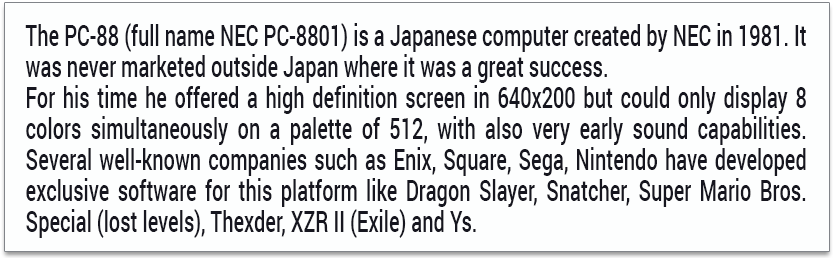 The PC-88 (full name NEC PC-8801) is a Japanese computer created by NEC in 1981. It
was never marketed outside Japan where it was a great success.
For his time he offered a high definition screen in 640x200 but could only display 8
colors simultaneously on a palette of 512, with also very early sound capabilities.
Several well-known companies such as Enix, Square, Sega, Nintendo have developed
exclusive software for this platform like Dragon Slayer, Snatcher, Super Mario Bros.
Special (lost levels), Thexder, XZR II (Exile) and Ys.